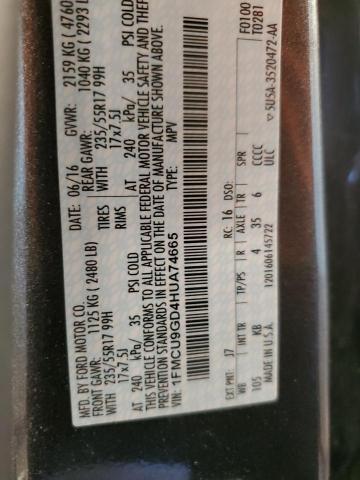 MFD. BY FORD MOTOR CO.
DATE: 06/16 GVWR: 2159 KG ( 4760
FRONT GAWR: 1125 KG ( 2480 LB) REAR GAWR: 1040 KG ( 2293
WITH 235/55R17 99H TIRES WITH 235/55R17 99H
17x7.5J RIMS 17x7.5J
AT 240 kPa/ 35 PSI COLD AT 240 kPa/ 35 PSI COLD
THIS VEHICLE CONFORMS TO ALL APPLICABLE FEDERAL MOTOR VEHICLE SAFETY AND THEFT
STANDARDS IN EFFECT ON THE DATE OF MANUFACTURE SHOWN ABOVE.
VIN: 1FMCU9GD4HUA74665 TYPE: MPV
F0100
T0281
EXT PNT: J7 RC: 16 DSO:
WB INT TR TP/PS R AXLE TR SPR
105 KB 4 35 6 CCCC
ULC
1201606145722
5USA-3520472-AA
MADE IN U.S.A.